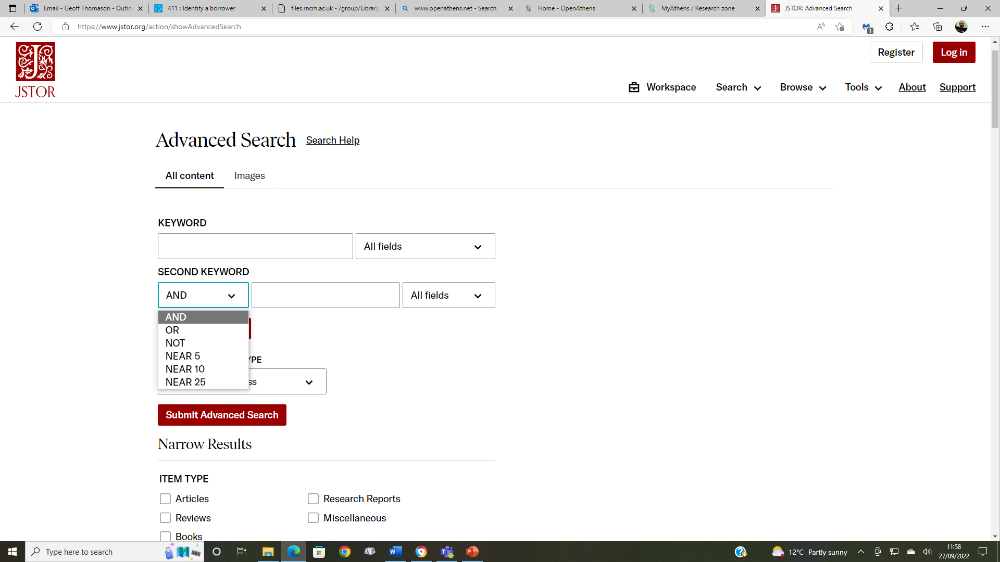 Email - Geoff Thomason - Outlo
411 : Identify a borrower
files.rncm.ac.uk - /group/Library
www.openathens.net - Search
Home - OpenAthens
MyAthens / Research zone
JSTOR: Advanced Search
https://www.jstor.org/action/showAdvancedSearch
1
Register
Log in
JSTOR
Workspace
Search
Browse
Tools
About
Support
Advanced Search
Search Help
All content
Images
KEYWORD
All fields
SECOND KEYWORD
AND
All fields
AND
OR
NOT
NEAR 5
NEAR 10
NEAR 25
YPE
ss
Submit Advanced Search
Narrow Results
ITEM TYPE
Articles
Research Reports
Reviews
Miscellaneous
Books
Type here to search
12°C Partly sunny
11:58
27/09/2022